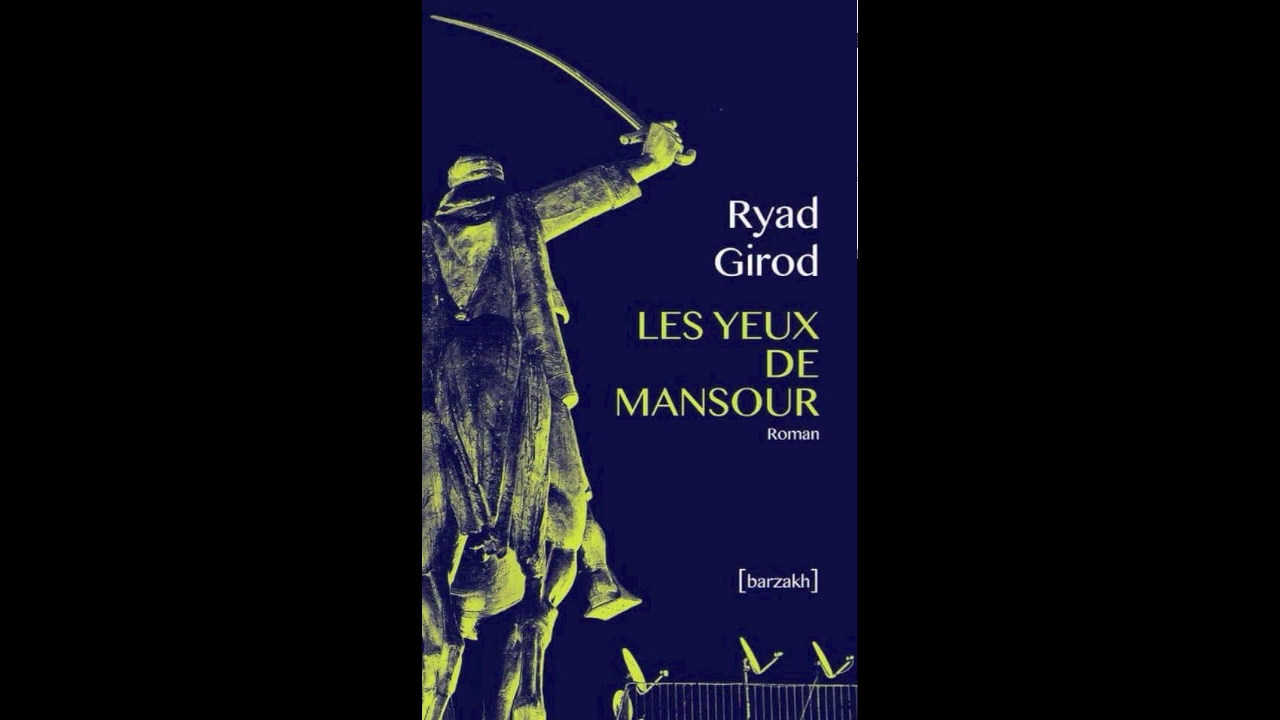 Ryad
Girod
LES YEUX
DE
MANSOUR
Roman
[barzakh]